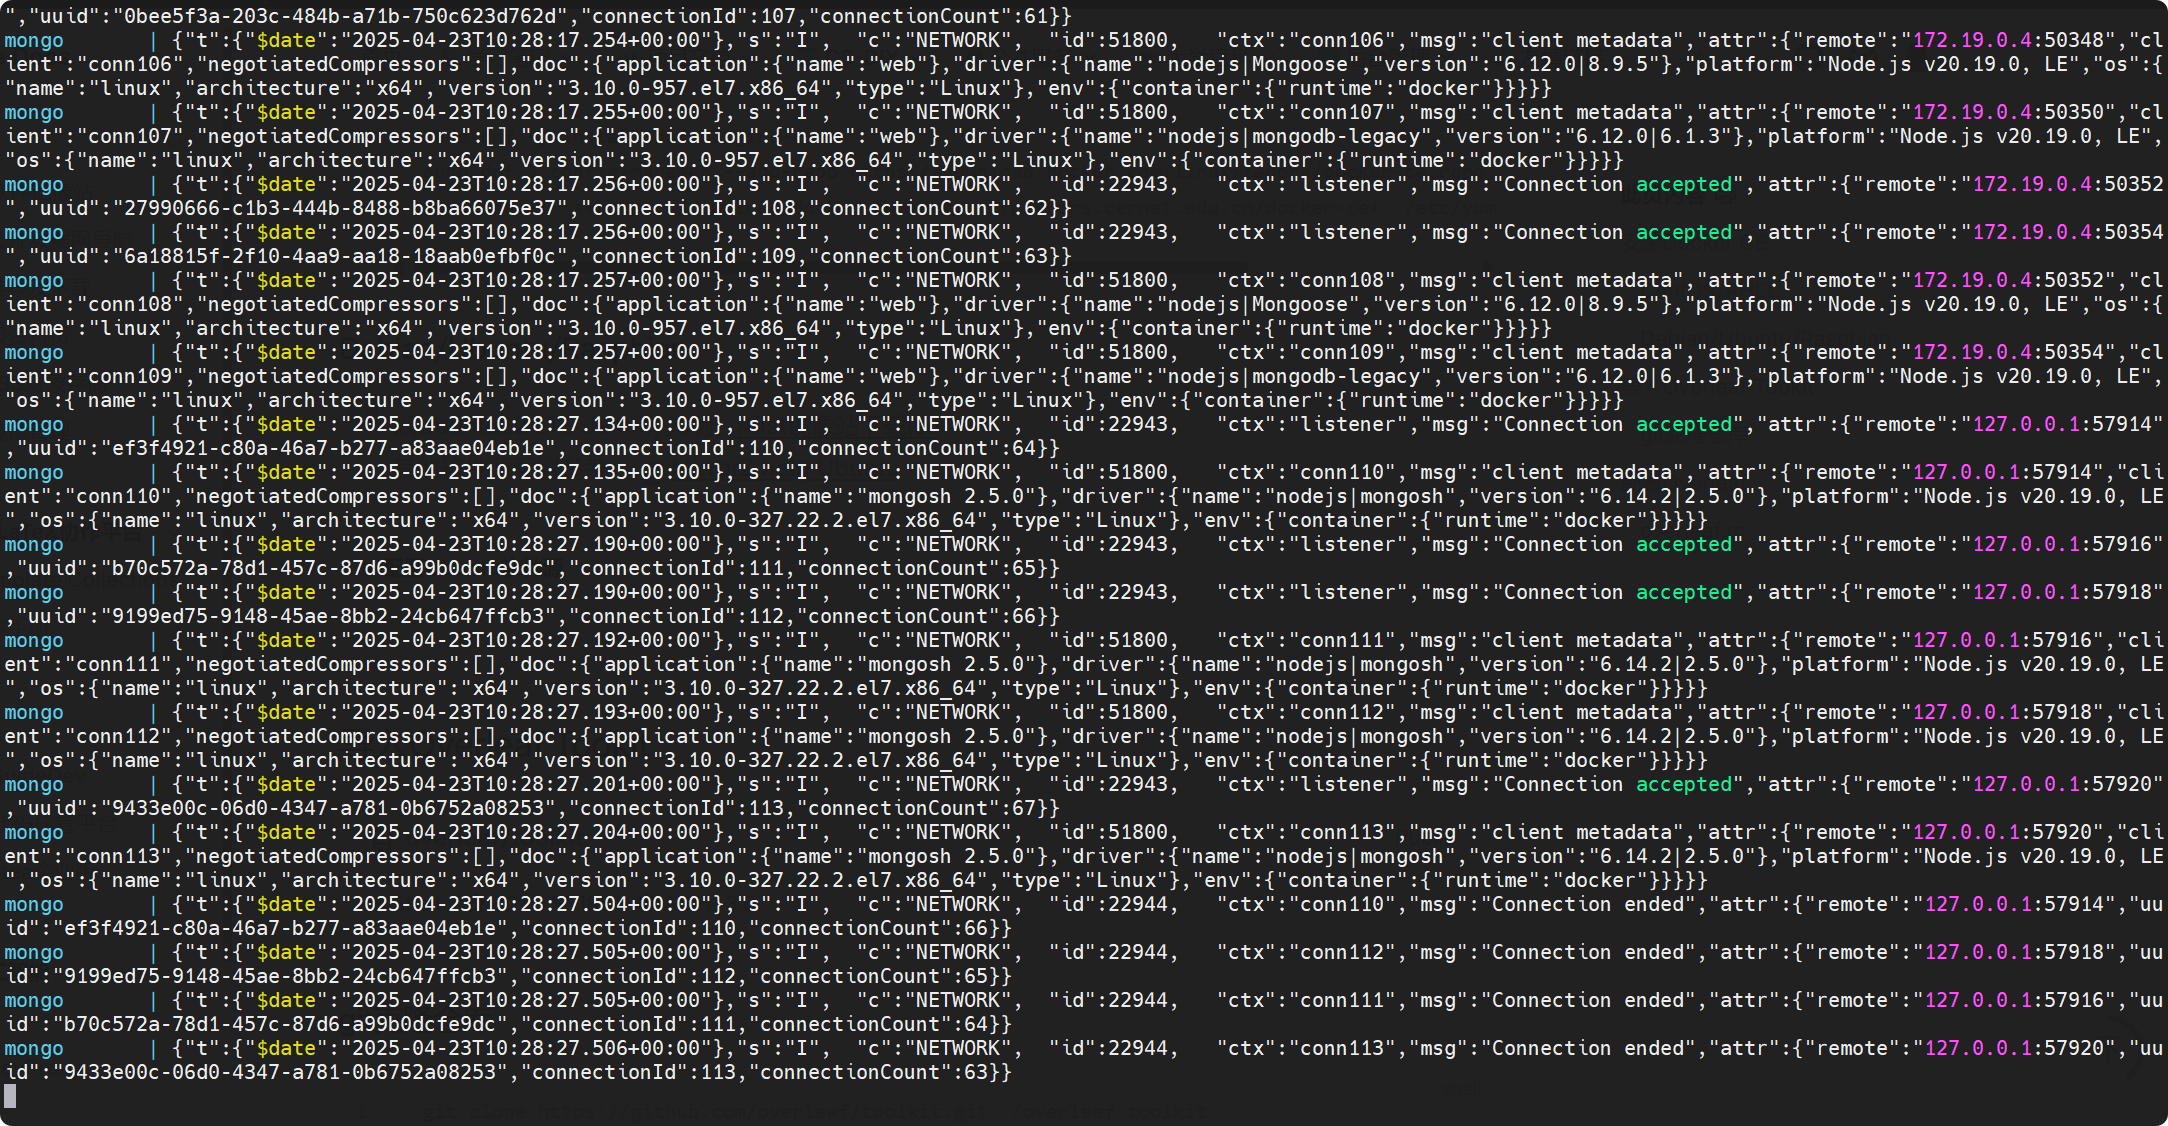 ","uuid":"0bee5f3a-203c-484b-a71b-750c623d762d","connectionId":107,"connectionCount":61}}
mongo       | {"t":{"$date":"2025-04-23T10:28:17.254+00:00"},"s":"I",  "c":"NETWORK",  "id":51800,   "ctx":"conn106","msg":"client metadata","attr":{"remote":"172.19.0.4:50348","cl
ient":"conn106","negotiatedCompressors":[],"doc":{"application":{"name":"web"},"driver":{"name":"nodejs|Mongoose","version":"6.12.0|8.9.5"},"platform":"Node.js v20.19.0, LE","os":{
"name":"linux","architecture":"x64","version":"3.10.0-957.el7.x86_64","type":"Linux"},"env":{"container":{"runtime":"docker"}}}}}
mongo       | {"t":{"$date":"2025-04-23T10:28:17.255+00:00"},"s":"I",  "c":"NETWORK",  "id":51800,   "ctx":"conn107","msg":"client metadata","attr":{"remote":"172.19.0.4:50350","cl
ient":"conn107","negotiatedCompressors":[],"doc":{"application":{"name":"web"},"driver":{"name":"nodejs|mongodb-legacy","version":"6.12.0|6.1.3"},"platform":"Node.js v20.19.0, LE",
"os":{"name":"linux","architecture":"x64","version":"3.10.0-957.el7.x86_64","type":"Linux"},"env":{"container":{"runtime":"docker"}}}}}
mongo       | {"t":{"$date":"2025-04-23T10:28:17.256+00:00"},"s":"I",  "c":"NETWORK",  "id":22943,   "ctx":"listener","msg":"Connection accepted","attr":{"remote":"172.19.0.4:50352
","uuid":"27990666-c1b3-444b-8488-b8ba66075e37","connectionId":108,"connectionCount":62}}
mongo       | {"t":{"$date":"2025-04-23T10:28:17.256+00:00"},"s":"I",  "c":"NETWORK",  "id":22943,   "ctx":"listener","msg":"Connection accepted","attr":{"remote":"172.19.0.4:50354
","uuid":"6a18815f-2f10-4aa9-aa18-18aab0efbf0c","connectionId":109,"connectionCount":63}}
mongo       | {"t":{"$date":"2025-04-23T10:28:17.257+00:00"},"s":"I",  "c":"NETWORK",  "id":51800,   "ctx":"conn108","msg":"client metadata","attr":{"remote":"172.19.0.4:50352","cl
ient":"conn108","negotiatedCompressors":[],"doc":{"application":{"name":"web"},"driver":{"name":"nodejs|Mongoose","version":"6.12.0|8.9.5"},"platform":"Node.js v20.19.0, LE","os":{
"name":"linux","architecture":"x64","version":"3.10.0-957.el7.x86_64","type":"Linux"},"env":{"container":{"runtime":"docker"}}}}}
mongo       | {"t":{"$date":"2025-04-23T10:28:17.257+00:00"},"s":"I",  "c":"NETWORK",  "id":51800,   "ctx":"conn109","msg":"client metadata","attr":{"remote":"172.19.0.4:50354","cl
ient":"conn109","negotiatedCompressors":[],"doc":{"application":{"name":"web"},"driver":{"name":"nodejs|mongodb-legacy","version":"6.12.0|6.1.3"},"platform":"Node.js v20.19.0, LE",
"os":{"name":"linux","architecture":"x64","version":"3.10.0-957.el7.x86_64","type":"Linux"},"env":{"container":{"runtime":"docker"}}}}}
mongo       | {"t":{"$date":"2025-04-23T10:28:27.134+00:00"},"s":"I",  "c":"NETWORK",  "id":22943,   "ctx":"listener","msg":"Connection accepted","attr":{"remote":"127.0.0.1:57914"
,"uuid":"ef3f4921-c80a-46a7-b277-a83aae04eb1e","connectionId":110,"connectionCount":64}}
mongo       | {"t":{"$date":"2025-04-23T10:28:27.135+00:00"},"s":"I",  "c":"NETWORK",  "id":51800,   "ctx":"conn110","msg":"client metadata","attr":{"remote":"127.0.0.1:57914","cli
ent":"conn110","negotiatedCompressors":[],"doc":{"application":{"name":"mongosh 2.5.0"},"driver":{"name":"nodejs|mongosh","version":"6.14.2|2.5.0"},"platform":"Node.js v20.19.0, LE
","os":{"name":"linux","architecture":"x64","version":"3.10.0-327.22.2.el7.x86_64","type":"Linux"},"env":{"container":{"runtime":"docker"}}}}}
mongo       | {"t":{"$date":"2025-04-23T10:28:27.190+00:00"},"s":"I",  "c":"NETWORK",  "id":22943,   "ctx":"listener","msg":"Connection accepted","attr":{"remote":"127.0.0.1:57916"
,"uuid":"b70c572a-78d1-457c-87d6-a99b0dcfe9dc","connectionId":111,"connectionCount":65}}
mongo       | {"t":{"$date":"2025-04-23T10:28:27.190+00:00"},"s":"I",  "c":"NETWORK",  "id":22943,   "ctx":"listener","msg":"Connection accepted","attr":{"remote":"127.0.0.1:57918"
,"uuid":"9199ed75-9148-45ae-8bb2-24cb647ffcb3","connectionId":112,"connectionCount":66}}
mongo       | {"t":{"$date":"2025-04-23T10:28:27.192+00:00"},"s":"I",  "c":"NETWORK",  "id":51800,   "ctx":"conn111","msg":"client metadata","attr":{"remote":"127.0.0.1:57916","cli
ent":"conn111","negotiatedCompressors":[],"doc":{"application":{"name":"mongosh 2.5.0"},"driver":{"name":"nodejs|mongosh","version":"6.14.2|2.5.0"},"platform":"Node.js v20.19.0, LE
","os":{"name":"linux","architecture":"x64","version":"3.10.0-327.22.2.el7.x86_64","type":"Linux"},"env":{"container":{"runtime":"docker"}}}}}
mongo       | {"t":{"$date":"2025-04-23T10:28:27.193+00:00"},"s":"I",  "c":"NETWORK",  "id":51800,   "ctx":"conn112","msg":"client metadata","attr":{"remote":"127.0.0.1:57918","cli
ent":"conn112","negotiatedCompressors":[],"doc":{"application":{"name":"mongosh 2.5.0"},"driver":{"name":"nodejs|mongosh","version":"6.14.2|2.5.0"},"platform":"Node.js v20.19.0, LE
","os":{"name":"linux","architecture":"x64","version":"3.10.0-327.22.2.el7.x86_64","type":"Linux"},"env":{"container":{"runtime":"docker"}}}}}
mongo       | {"t":{"$date":"2025-04-23T10:28:27.201+00:00"},"s":"I",  "c":"NETWORK",  "id":22943,   "ctx":"listener","msg":"Connection accepted","attr":{"remote":"127.0.0.1:57920"
,"uuid":"9433e00c-06d0-4347-a781-0b6752a08253","connectionId":113,"connectionCount":67}}
mongo       | {"t":{"$date":"2025-04-23T10:28:27.204+00:00"},"s":"I",  "c":"NETWORK",  "id":51800,   "ctx":"conn113","msg":"client metadata","attr":{"remote":"127.0.0.1:57920","cli
ent":"conn113","negotiatedCompressors":[],"doc":{"application":{"name":"mongosh 2.5.0"},"driver":{"name":"nodejs|mongosh","version":"6.14.2|2.5.0"},"platform":"Node.js v20.19.0, LE
","os":{"name":"linux","architecture":"x64","version":"3.10.0-327.22.2.el7.x86_64","type":"Linux"},"env":{"container":{"runtime":"docker"}}}}}
mongo       | {"t":{"$date":"2025-04-23T10:28:27.504+00:00"},"s":"I",  "c":"NETWORK",  "id":22944,   "ctx":"conn110","msg":"Connection ended","attr":{"remote":"127.0.0.1:57914","uu
id":"ef3f4921-c80a-46a7-b277-a83aae04eb1e","connectionId":110,"connectionCount":66}}
mongo       | {"t":{"$date":"2025-04-23T10:28:27.505+00:00"},"s":"I",  "c":"NETWORK",  "id":22944,   "ctx":"conn112","msg":"Connection ended","attr":{"remote":"127.0.0.1:57918","uu
id":"9199ed75-9148-45ae-8bb2-24cb647ffcb3","connectionId":112,"connectionCount":65}}
mongo       | {"t":{"$date":"2025-04-23T10:28:27.505+00:00"},"s":"I",  "c":"NETWORK",  "id":22944,   "ctx":"conn111","msg":"Connection ended","attr":{"remote":"127.0.0.1:57916","uu
id":"b70c572a-78d1-457c-87d6-a99b0dcfe9dc","connectionId":111,"connectionCount":64}}
mongo       | {"t":{"$date":"2025-04-23T10:28:27.506+00:00"},"s":"I",  "c":"NETWORK",  "id":22944,   "ctx":"conn113","msg":"Connection ended","attr":{"remote":"127.0.0.1:57920","uu
id":"9433e00c-06d0-4347-a781-0b6752a08253","connectionId":113,"connectionCount":63}}